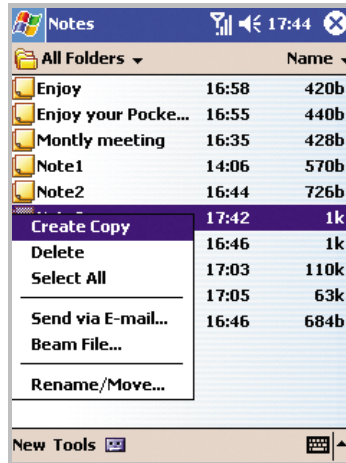 Notes 17:44
All Folders Name
Enjoy 16:58 420b
Enjoy your Pocke... 16:55 440b
Montly meeting 16:35 428b
Note1 14:06 570b
Note2 16:44 726b
17:42 1k
Create Copy
16:46 1k
Delete
17:03 110k
Select All
17:05 63k
Send via E-mail... 16:46 684b
Beam File...
Rename/Move...
New Tools